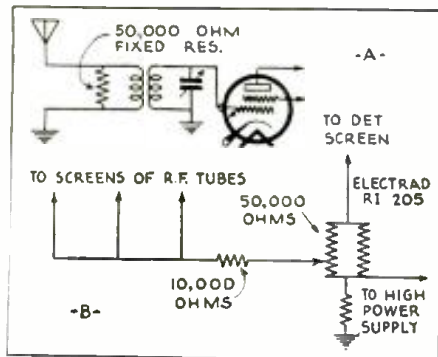 50,000 OHM
FIXED RES.
-A-
TO DET
SCREEN
TO SCREENS OF R.F. TUBES
ELECTRAD
RI 205
50,000
OHMS
10,000
OHMS
-B-
TO HIGH
POWER
SUPPLY